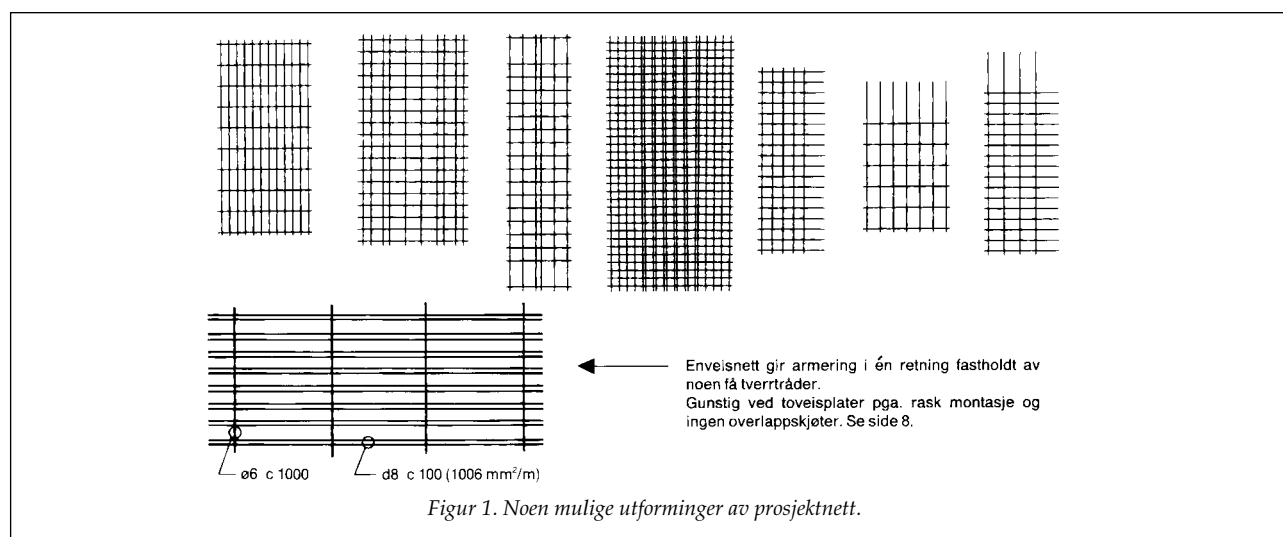 Enveisnett gir armering i én retning fastholdt av
noen få tverrtråder.
Gunstig ved toveisplater pga. rask montasje og
ingen overlappskjøter. Se side 8.
ø6 c 1000
d8 c 100 (1006 mm²/m)
Figur 1. Noen mulige utforminger av prosjektnett.